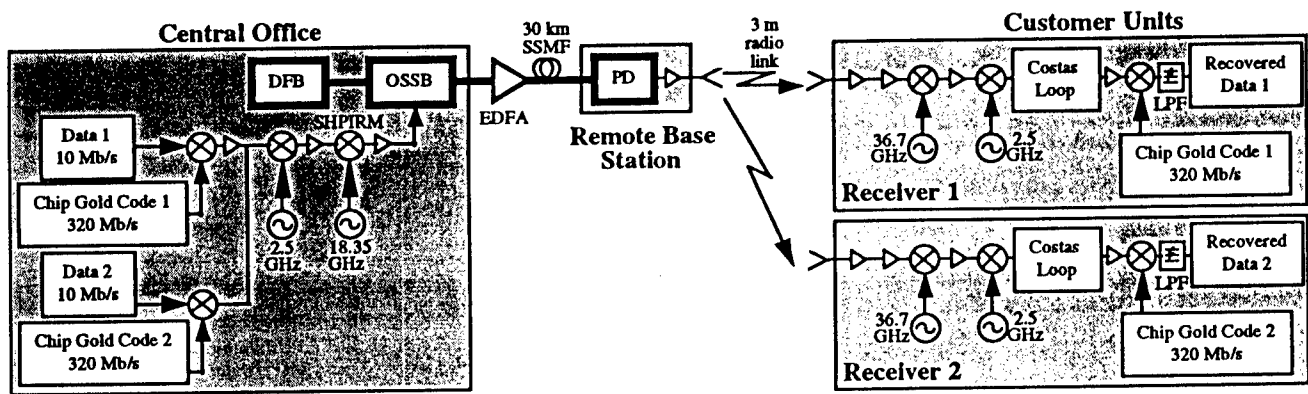 Central Office
DFB
OSSB
EDFA
30 km
SSMF
PD
Remote Base
Station
3 m
radio
link
Data 1
10 Mb/s
Chip Gold Code 1
320 Mb/s
SHPIRM
2.5
GHz
18.35
GHz
Data 2
10 Mb/s
Chip Gold Code 2
320 Mb/s
Customer Units
36.7
GHz
2.5
GHz
Costas
Loop
LPF
Recovered
Data 1
Chip Gold Code 1
320 Mb/s
Receiver 1
36.7
GHz
2.5
GHz
Costas
Loop
LPF
Recovered
Data 2
Chip Gold Code 2
320 Mb/s
Receiver 2